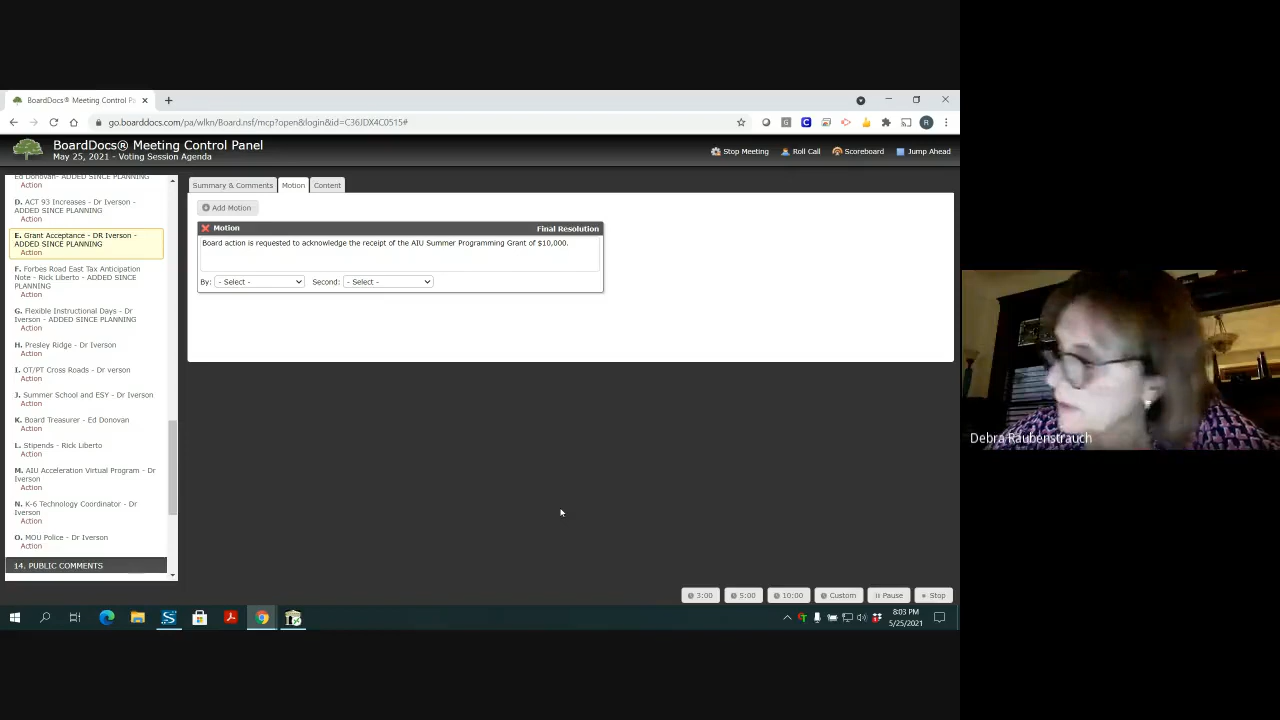 BoardDocs® Meeting Control Pa
go.boarddocs.com/pa/wlkn/Board.nsf/mcp?open&login&id=C36JDX4C0515#
BoardDocs® Meeting Control Panel
May 25, 2021 - Voting Session Agenda
Stop Meeting
Roll Call
Scoreboard
Jump Ahead
Ed Donovan- ADDED SINCE PLANNING
Action
D. ACT 93 Increases - Dr Iverson -
ADDED SINCE PLANNING
Action
E. Grant Acceptance - DR Iverson -
ADDED SINCE PLANNING
Action
F. Forbes Road East Tax Anticipation
Note - Rick Liberto - ADDED SINCE
PLANNING
Action
G. Flexible Instructional Days - Dr
Iverson - ADDED SINCE PLANNING
Action
H. Presley Ridge - Dr Iverson
Action
I. OT/PT Cross Roads - Dr verson
Action
J. Summer School and ESY - Dr Iverson
Action
K. Board Treasurer - Ed Donovan
Action
L. Stipends - Rick Liberto
Action
M. AIU Acceleration Virtual Program - Dr
Iverson
Action
N. K-6 Technology Coordinator - Dr
Iverson
Action
O. MOU Police - Dr Iverson
Action
14. PUBLIC COMMENTS
Summary & Comments
Motion
Content
Add Motion
Motion
Final Resolution
Board action is requested to acknowledge the receipt of the AIU Summer Programming Grant of $10,000.
By: - Select -
Second: - Select -
Debra Raubenstrauch
3:00
5:00
10:00
Custom
Pause
Stop
8:03 PM
5/25/2021